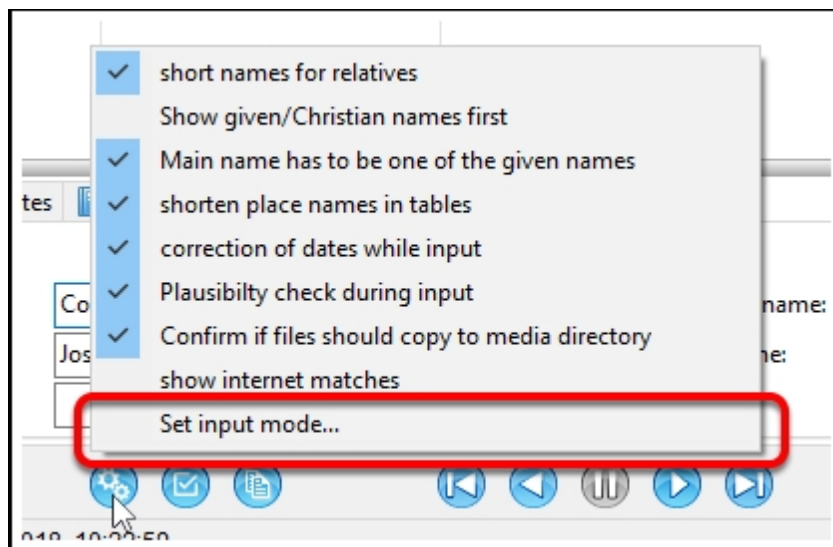 short names for relatives
Show given/Christian names first
Main name has to be one of the given names
shorten place names in tables
correction of dates while input
Plausibilty check during input
Confirm if files should copy to media directory
show internet matches
Set input mode...
tes
Co
name:
Jos
ne: